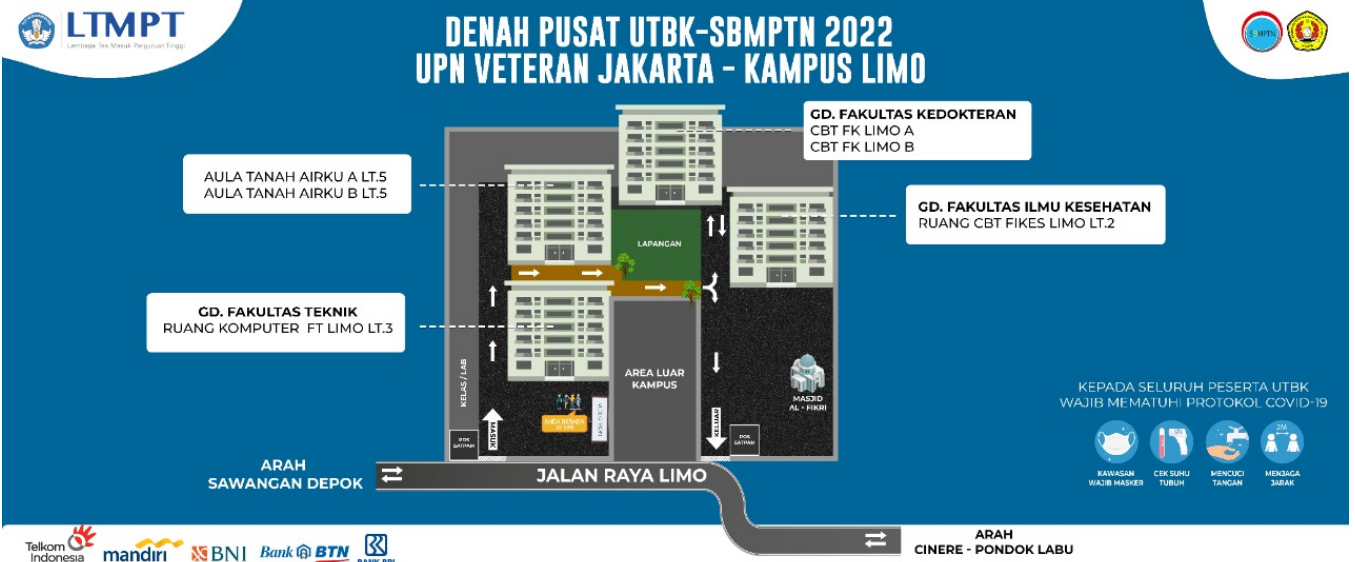 LTMPT
Lembaga Tes Masuk Perguruan Tinggi
DENAH PUSAT UTBK-SBMPTN 2022
UPN VETERAN JAKARTA - KAMPUS LIMO
SBMPTN
GD. FAKULTAS KEDOKTERAN
CBT FK LIMO A
CBT FK LIMO B
AULA TANAH AIRKU A LT.5
AULA TANAH AIRKU B LT.5
GD. FAKULTAS ILMU KESEHATAN
RUANG CBT FIKES LIMO LT.2
LAPANGAN
GD. FAKULTAS TEKNIK
RUANG KOMPUTER FT LIMO LT.3
KELAS / LAB
AREA LUAR
KAMPUS
MASJID
AL - FIKRI
ANDA BERADA
DI SINI
MASUK
KELUAR
POS
SATPAM
POS
SATPAM
KEPADA SELURUH PESERTA UTBK
WAJIB MEMATUHI PROTOKOL COVID-19
2M
KAWASAN
WAJIB MASKER
CEK SUHU
TUBUH
MENCUCI
TANGAN
MENJAGA
JARAK
ARAH
SAWANGAN DEPOK
JALAN RAYA LIMO
ARAH
CINERE - PONDOK LABU
Telkom
Indonesia
mandiri
BNI
Bank BTN
BANK BRI